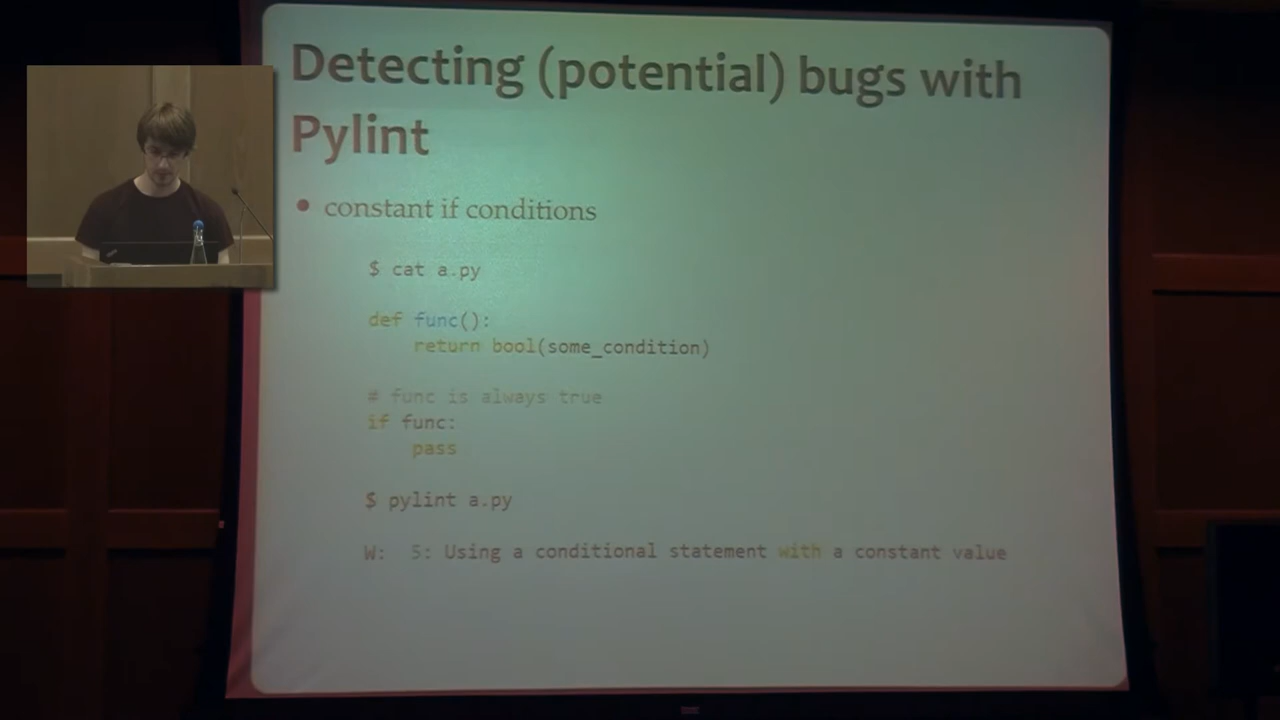 Detecting (potential) bugs with
Pylint
• constant if conditions
$ cat a.py
def func():
    return bool(some_condition)
# func is always true
if func:
    pass
$ pylint a.py
W:  5: Using a conditional statement with a constant value